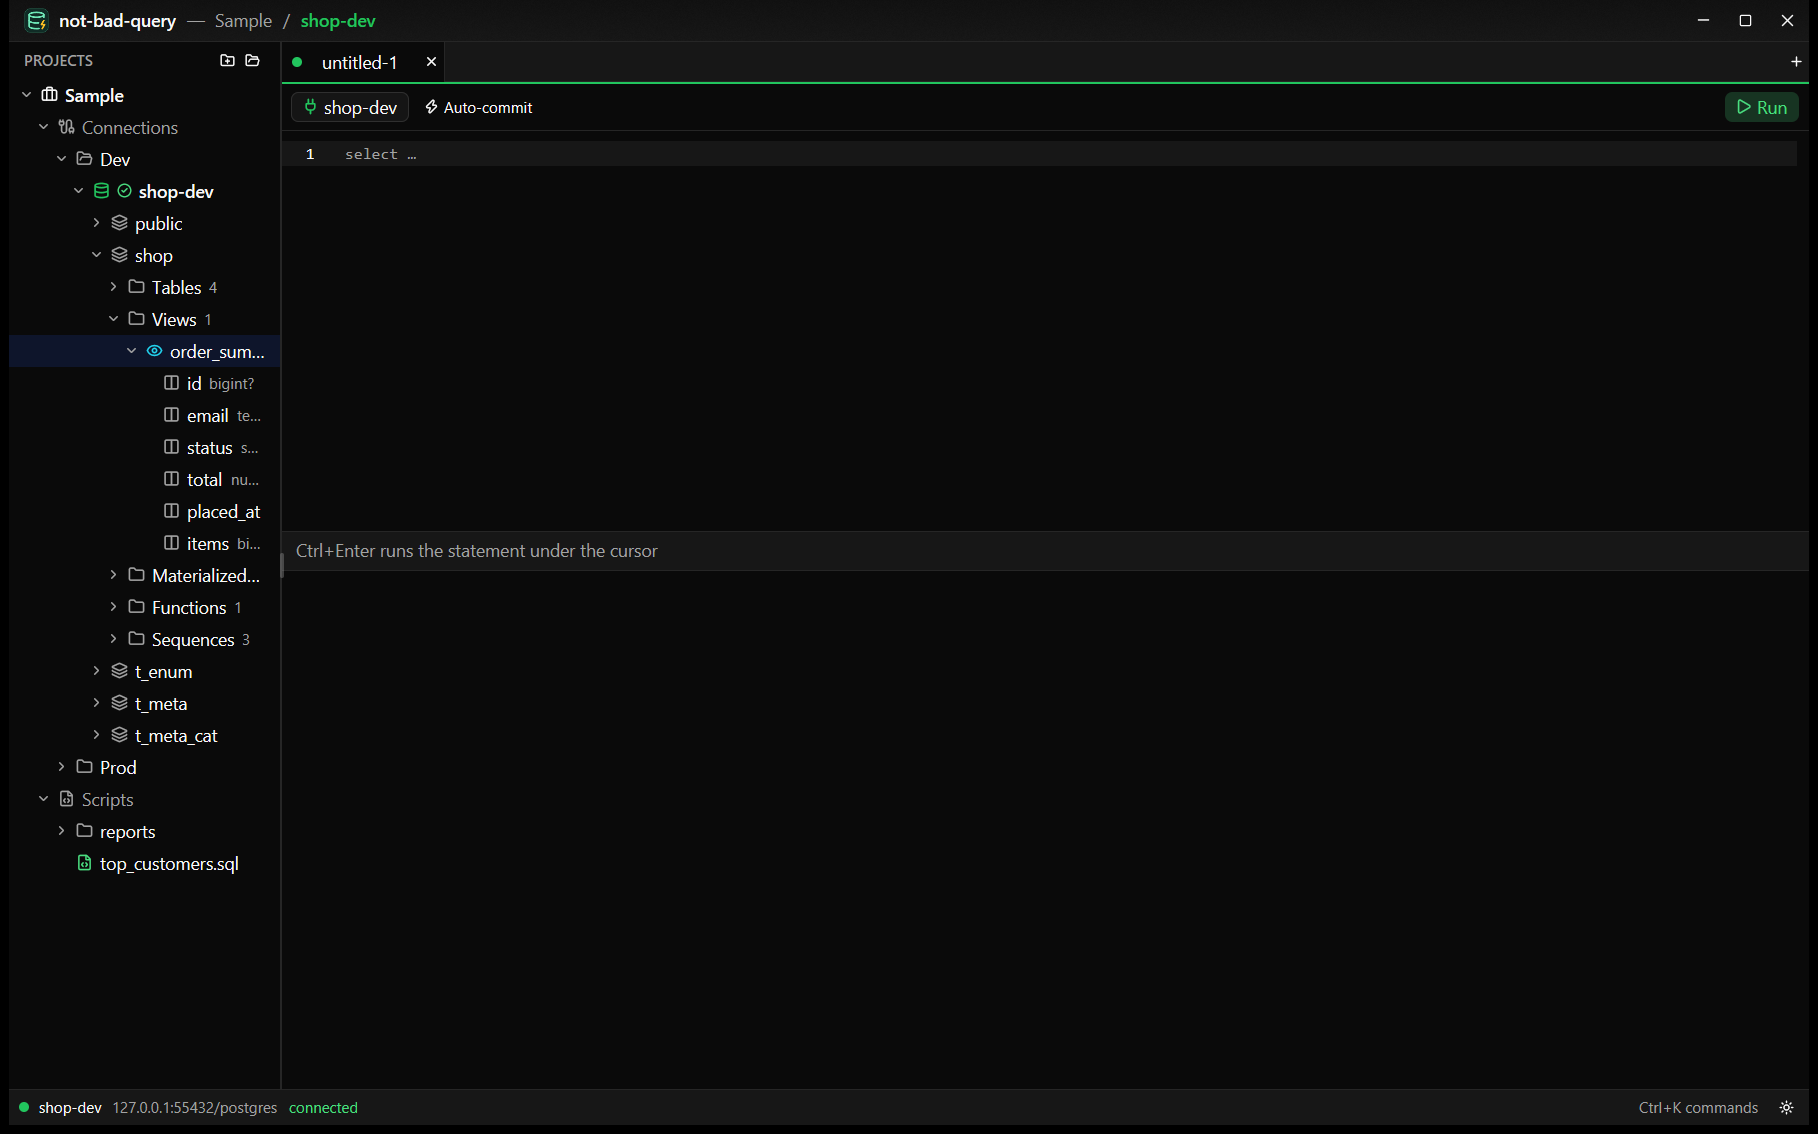 not-bad-query — Sample / shop-dev
PROJECTS
untitled-1
Sample
shop-dev Auto-commit Run
Connections
1 select …
Dev
shop-dev
public
shop
Tables 4
Views 1
order_sum...
id bigint?
email te...
status s...
total nu...
placed_at
items bi...
Ctrl+Enter runs the statement under the cursor
Materialized...
Functions 1
Sequences 3
t_enum
t_meta
t_meta_cat
Prod
Scripts
reports
top_customers.sql
shop-dev 127.0.0.1:55432/postgres connected
Ctrl+K commands